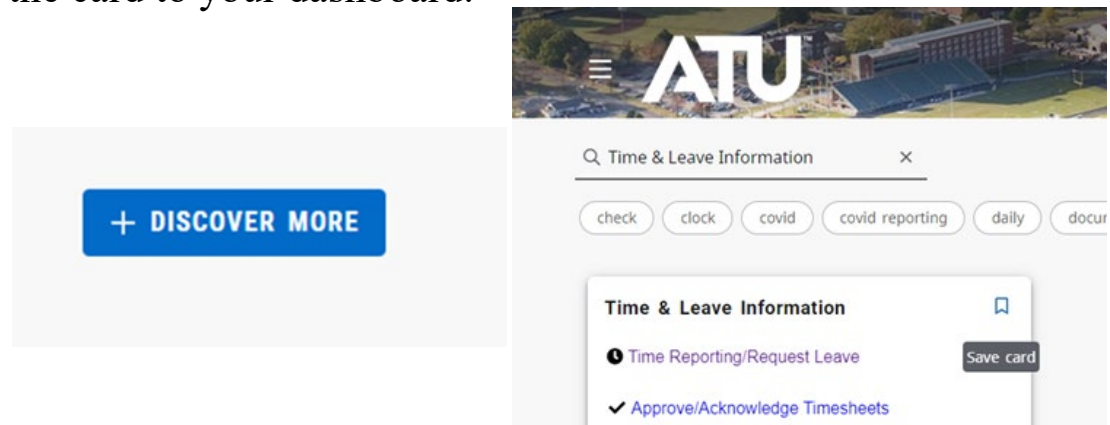 the card to your dashboard.
+ DISCOVER MORE
ATU
Time & Leave Information ×
check clock covid covid reporting daily docur
Time & Leave Information
Time Reporting/Request Leave
Save card
Approve/Acknowledge Timesheets